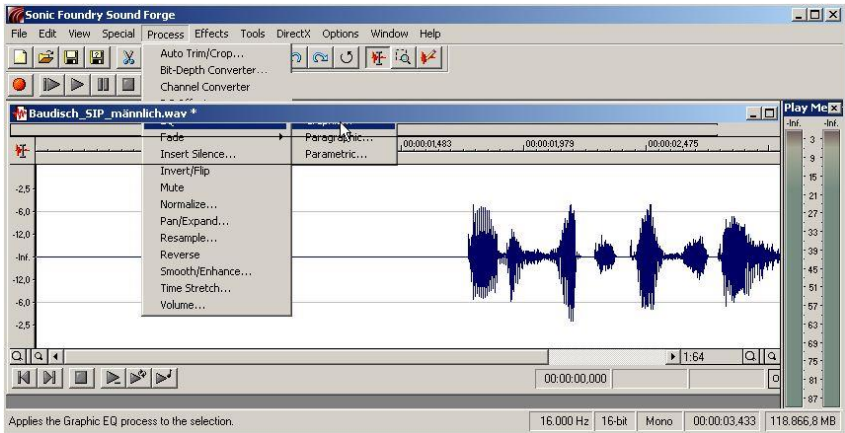 Sonic Foundry Sound Forge
File Edit View Special Process Effects Tools DirectX Options Window Help
Auto Trim/Crop...
Bit-Depth Converter...
Channel Converter
Baudisch_SIP_männlich.wav *
Play Me
-Inf. -Inf.
Fade
Paragraphic...
Insert Silence...
Parametric...
00:00:01,483 00:00:01,979 00:00:02,475
Invert/Flip
Mute
Normalize...
Pan/Expand...
Resample...
Reverse
Smooth/Enhance...
Time Stretch...
Volume...
-2,5
-6,0
-12,0
-Inf.
-12,0
-6,0
-2,5
3
9
15
21
27
33
39
45
51
57
63
69
75
81
87
1:64
00:00:00,000
Applies the Graphic EQ process to the selection.
16.000 Hz 16-bit Mono 00:00:03,433 118.866,8 MB